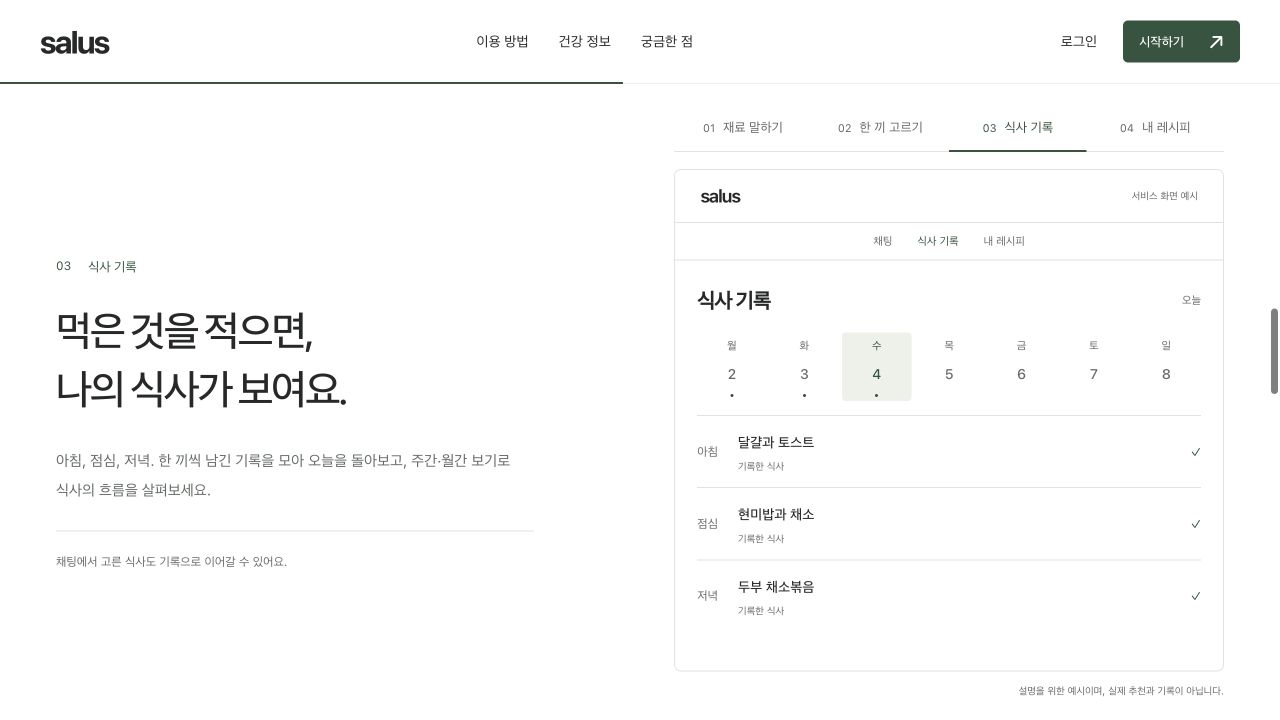 salus
이용 방법 건강 정보 궁금한 점
로그인 시작하기
01 재료 말하기 02 한 끼 고르기 03 식사 기록 04 내 레시피
03 식사 기록
먹은 것을 적으면,
나의 식사가 보여요.
아침, 점심, 저녁. 한 끼씩 남긴 기록을 모아 오늘을 돌아보고, 주간·월간 보기로
식사의 흐름을 살펴보세요.
채팅에서 고른 식사도 기록으로 이어갈 수 있어요.
salus 서비스 화면 예시
채팅 식사 기록 내 레시피
식사 기록 오늘
월 화 수 목 금 토 일
2 3 4 5 6 7 8
아침 달걀과 토스트
기록한 식사
점심 현미밥과 채소
기록한 식사
저녁 두부 채소볶음
기록한 식사
설명을 위한 예시이며, 실제 추천과 기록이 아닙니다.